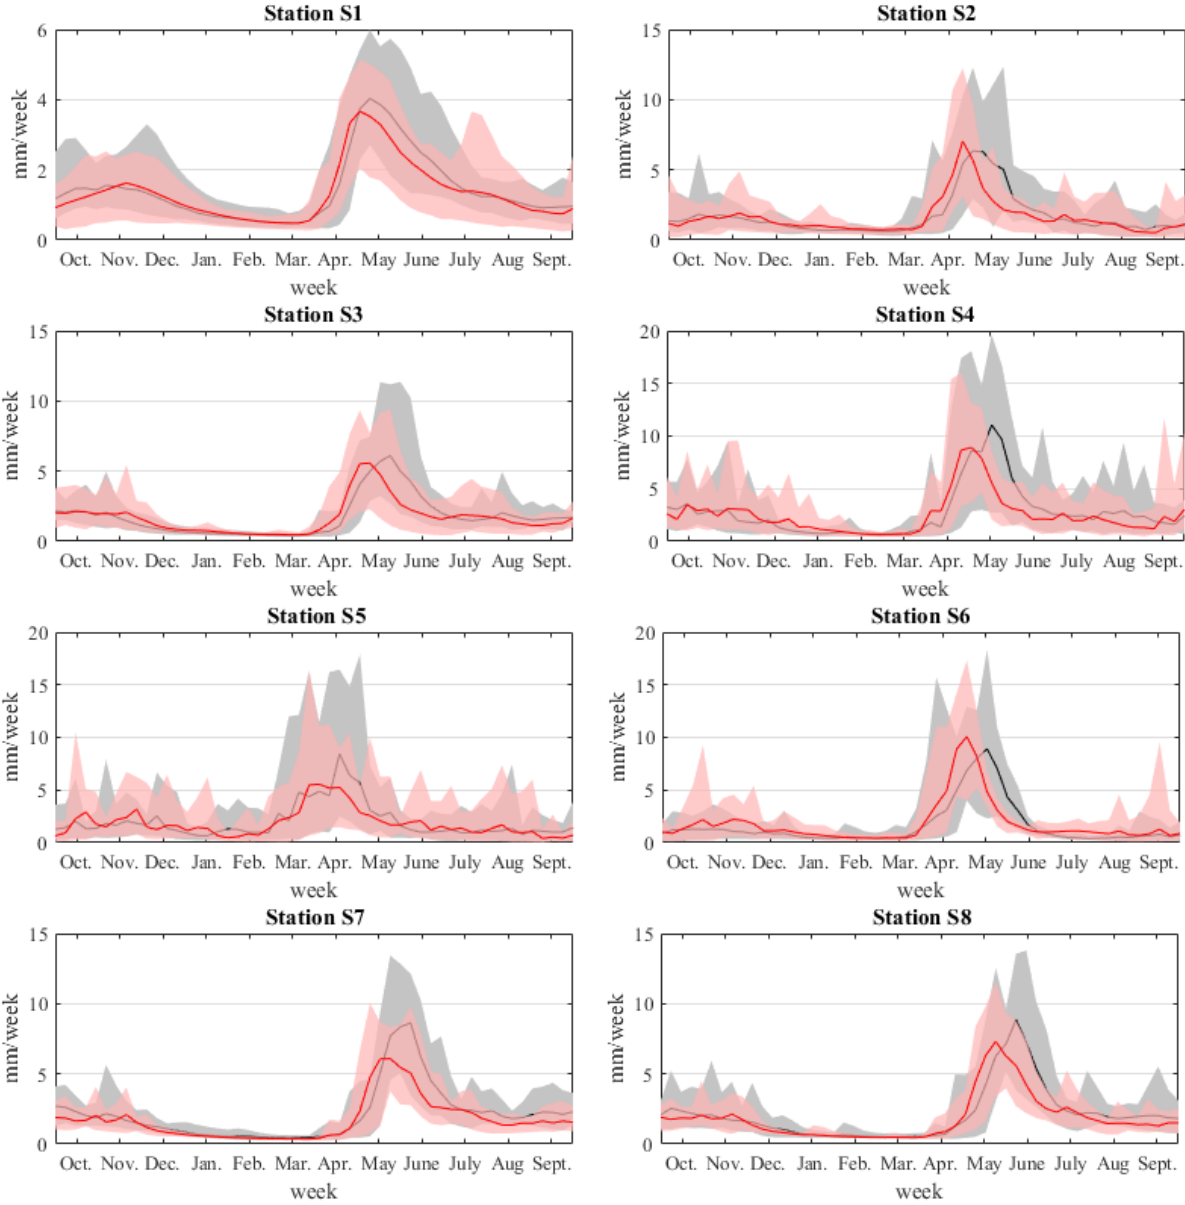 Station S1
6
4
2
0
mm/week
Oct. Nov. Dec. Jan. Feb. Mar. Apr. May June July Aug Sept.
week
Station S2
15
10
5
0
mm/week
Oct. Nov. Dec. Jan. Feb. Mar. Apr. May June July Aug Sept.
week
Station S3
15
10
5
0
mm/week
Oct. Nov. Dec. Jan. Feb. Mar. Apr. May June July Aug Sept.
week
Station S4
20
15
10
5
0
mm/week
Oct. Nov. Dec. Jan. Feb. Mar. Apr. May June July Aug Sept.
week
Station S5
20
15
10
5
0
mm/week
Oct. Nov. Dec. Jan. Feb. Mar. Apr. May June July Aug Sept.
week
Station S6
20
15
10
5
0
mm/week
Oct. Nov. Dec. Jan. Feb. Mar. Apr. May June July Aug Sept.
week
Station S7
15
10
5
0
mm/week
Oct. Nov. Dec. Jan. Feb. Mar. Apr. May June July Aug Sept.
week
Station S8
15
10
5
0
mm/week
Oct. Nov. Dec. Jan. Feb. Mar. Apr. May June July Aug Sept.
week